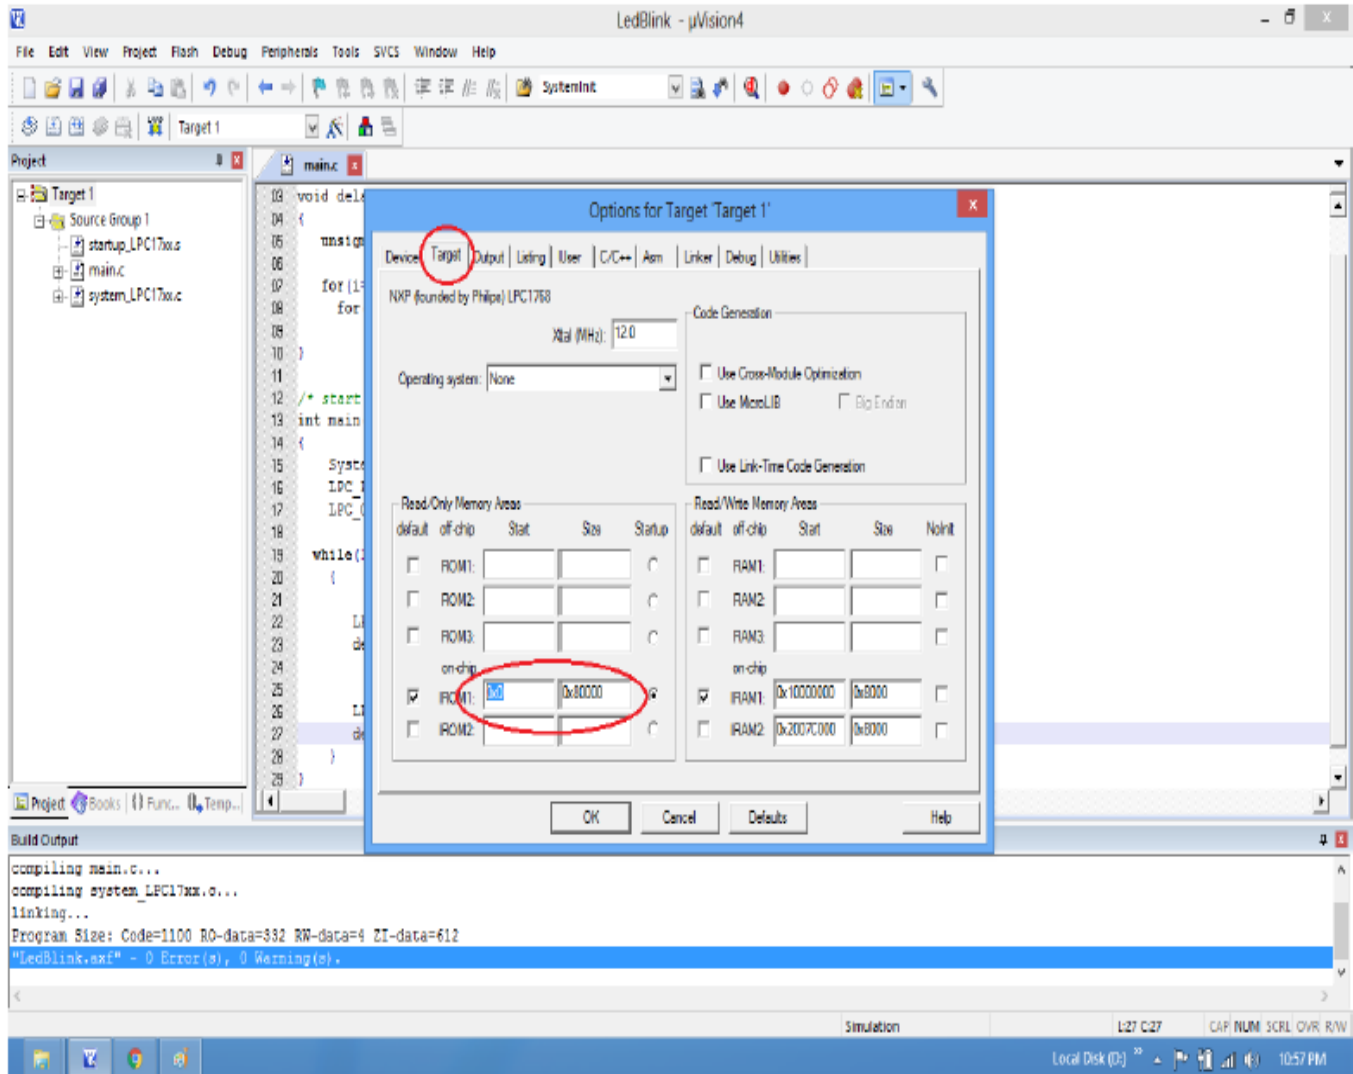 LedBlink - µVision4
File Edit View Project Flash Debug Peripherals Tools SVCS Window Help
SystemInit
Target 1
Project
main.c
Target 1
Source Group 1
startup_LPC17xx.s
main.c
system_LPC17xx.c
03 void dela
04 {
05 unsign
06
07 for(i=
08 for
09
10 }
11
12 /* start
13 int main
14 {
15 Syste
16 LPC_
17 LPC_
18
19 while(
20 {
21
22
23 de
24
25
26
27 de
28 }
29 }
Options for Target 'Target 1'
Device Target Output Listing User C/C++ Asm Linker Debug Utilities
NXP (founded by Philips) LPC1768
Xtal (MHz): 12.0
Operating system: None
Code Generation
Use Cross-Module Optimization
Use MicroLIB Big Endian
Use Link-Time Code Generation
Read/Only Memory Areas
default off-chip Start Size Startup
ROM1:
ROM2:
ROM3:
on-chip
IROM1: 0x0 0x80000
IROM2:
Read/Write Memory Areas
default off-chip Start Size NoInit
RAM1:
RAM2:
RAM3:
on-chip
IRAM1: 0x10000000 0x8000
IRAM2: 0x2007C000 0x8000
OK Cancel Defaults Help
Project Books {} Func... Temp...
Build Output
compiling main.c...
compiling system_LPC17xx.c...
linking...
Program Size: Code=1100 RO-data=332 RW-data=4 ZI-data=612
"LedBlink.axf" - 0 Error(s), 0 Warning(s).
Simulation L:27 C:27 CAP NUM SCRL OVR R/W
Local Disk (D:) 10:57 PM